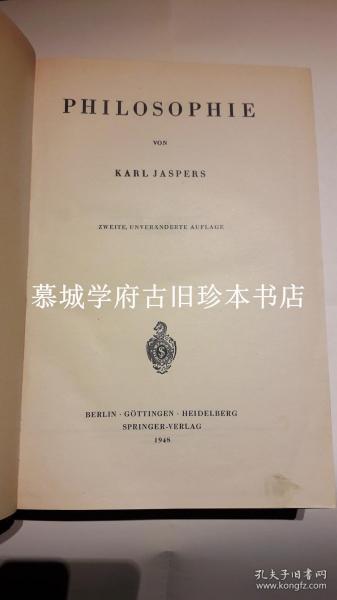 PHILOSOPHIE
VON
KARL JASPERS
ZWEITE, UNVERÄNDERTE AUFLAGE
慕城学府古旧珍本书店
S
BERLIN · GÖTTINGEN · HEIDELBERG
SPRINGER-VERLAG
1948
孔夫子旧书网
kongfz.com